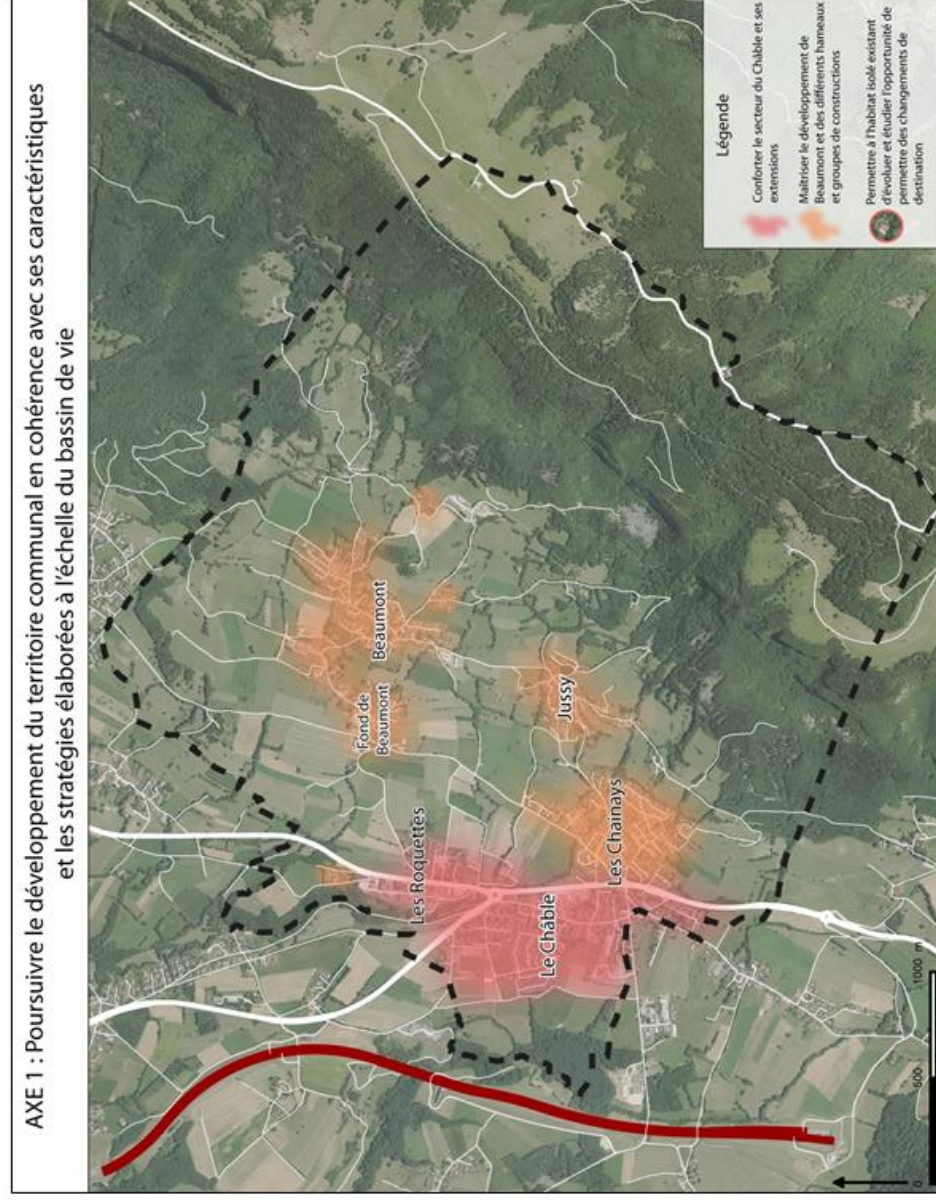 AXE 1 : Poursuivre le développement du territoire communal en cohérence avec ses caractéristiques
et les stratégies élaborées à l'échelle du bassin de vie
Les Roquettes
Le Châble
Fond de
Beaumont
Beaumont
Les Chainays
Jussy
Légende
Conforter le secteur du Châble et ses
extensions
Maîtriser le développement de
Beaumont et des différents hameaux
et groupes de constructions
Permettre à l'habitat isolé existant
d'évoluer et étudier l'opportunité de
permettre des changements de
destination
0 600 1000 m